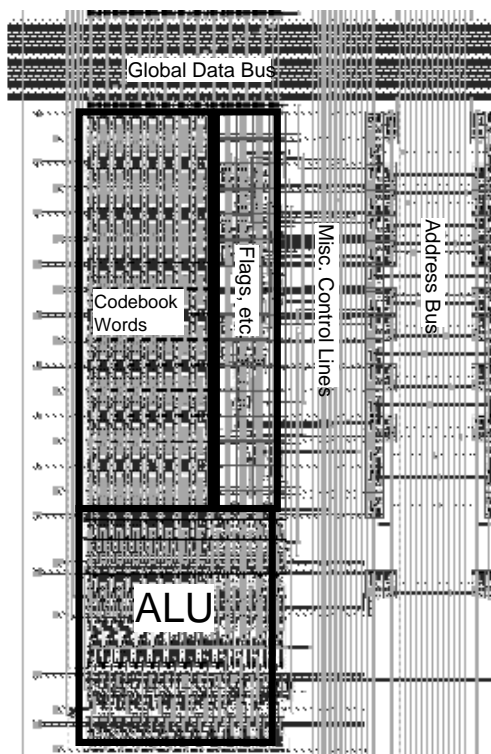 Global Data Bus
Codebook
Words
Flags, etc.
Misc. Control Lines
Address Bus
ALU